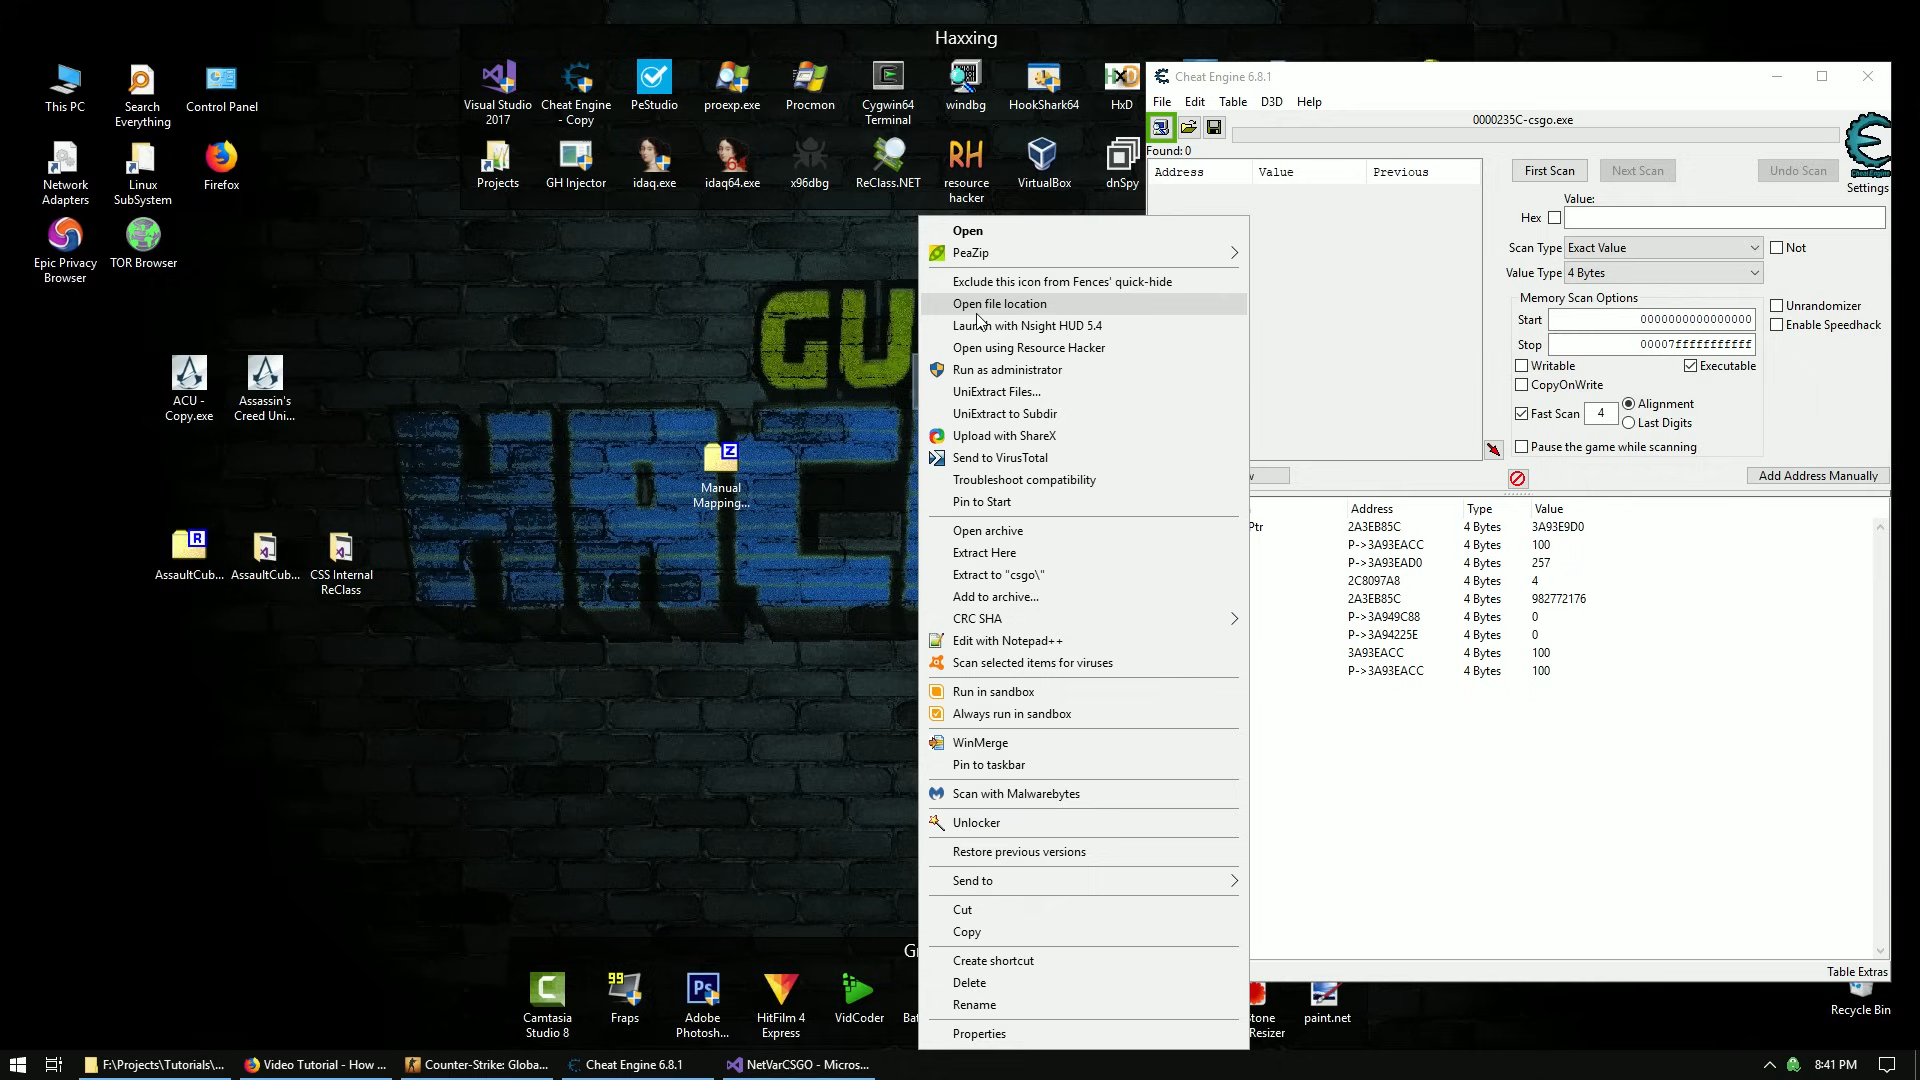 Haxxing
This PC
Search
Everything
Control Panel
Network
Adapters
Linux
SubSystem
Firefox
Epic Privacy
Browser
TOR Browser
Visual Studio
2017
Cheat Engine
- Copy
PeStudio
proexp.exe
Procmon
Cygwin64
Terminal
windbg
HookShark64
HxD
Projects
GH Injector
idaq.exe
64
idaq64.exe
x96dbg
ReClass.NET
RH
resource
hacker
VirtualBox
dnSpy
ACU -
Copy.exe
Assassin's
Creed Uni...
Manual
Mapping...
AssaultCub...
AssaultCub...
CSS Internal
ReClass
GU
HAC
Open
PeaZip
Exclude this icon from Fences' quick-hide
Open file location
Launch with Nsight HUD 5.4
Open using Resource Hacker
Run as administrator
UniExtract Files...
UniExtract to Subdir
Upload with ShareX
Send to VirusTotal
Troubleshoot compatibility
Pin to Start
Open archive
Extract Here
Extract to "csgo\"
Add to archive...
CRC SHA
Edit with Notepad++
Scan selected items for viruses
Run in sandbox
Always run in sandbox
WinMerge
Pin to taskbar
Scan with Malwarebytes
Unlocker
Restore previous versions
Send to
Cut
Copy
Create shortcut
Delete
Rename
Properties
Cheat Engine 6.8.1
File Edit Table D3D Help
0000235C-csgo.exe
Found: 0
Address Value Previous
First Scan Next Scan Undo Scan
Settings
Value:
Hex
Scan Type Exact Value Not
Value Type 4 Bytes
Memory Scan Options
Start 0000000000000000
Stop 00007fffffffffff
Unrandomizer
Enable Speedhack
Writable Executable
CopyOnWrite
Fast Scan 4 Alignment
Last Digits
Pause the game while scanning
Add Address Manually
Address Type Value
Ptr 2A3EB85C 4 Bytes 3A93E9D0
P->3A93EACC 4 Bytes 100
P->3A93EAD0 4 Bytes 257
2C8097A8 4 Bytes 4
2A3EB85C 4 Bytes 982772176
P->3A949C88 4 Bytes 0
P->3A94225E 4 Bytes 0
3A93EACC 4 Bytes 100
P->3A93EACC 4 Bytes 100
Table Extras
Camtasia
Studio 8
99
Fraps
Ps
Adobe
Photosh...
HitFilm 4
Express
VidCoder
paint.net
Recycle Bin
F:\Projects\Tutorials\...
Video Tutorial - How ...
Counter-Strike: Globa...
Cheat Engine 6.8.1
NetVarCSGO - Micros...
8:41 PM